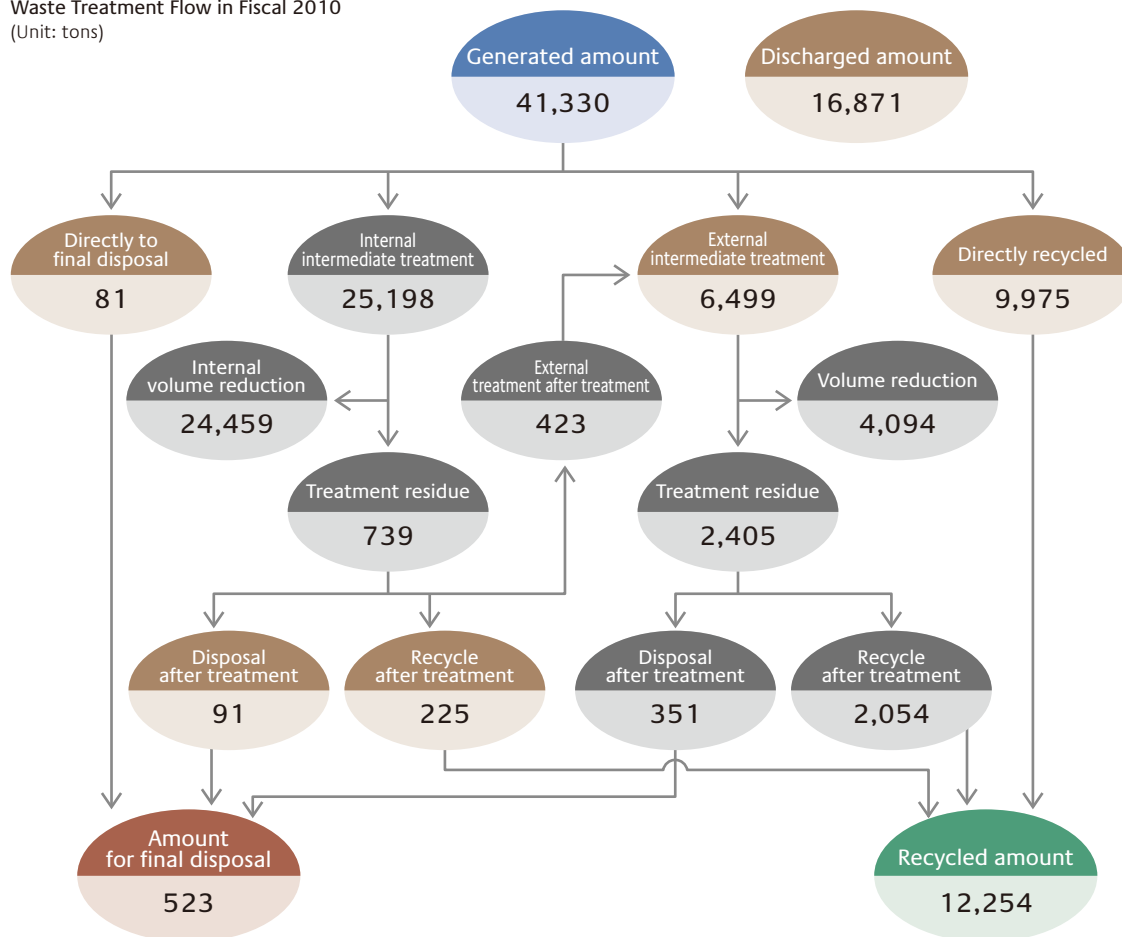 Waste Treatment Flow in Fiscal 2010
(Unit: tons)
Generated amount
41,330
Discharged amount
16,871
Directly to
final disposal
81
Internal
intermediate treatment
25,198
External
intermediate treatment
6,499
Directly recycled
9,975
Internal
volume reduction
24,459
External
treatment after treatment
423
Volume reduction
4,094
Treatment residue
739
Treatment residue
2,405
Disposal
after treatment
91
Recycle
after treatment
225
Disposal
after treatment
351
Recycle
after treatment
2,054
Amount
for final disposal
523
Recycled amount
12,254